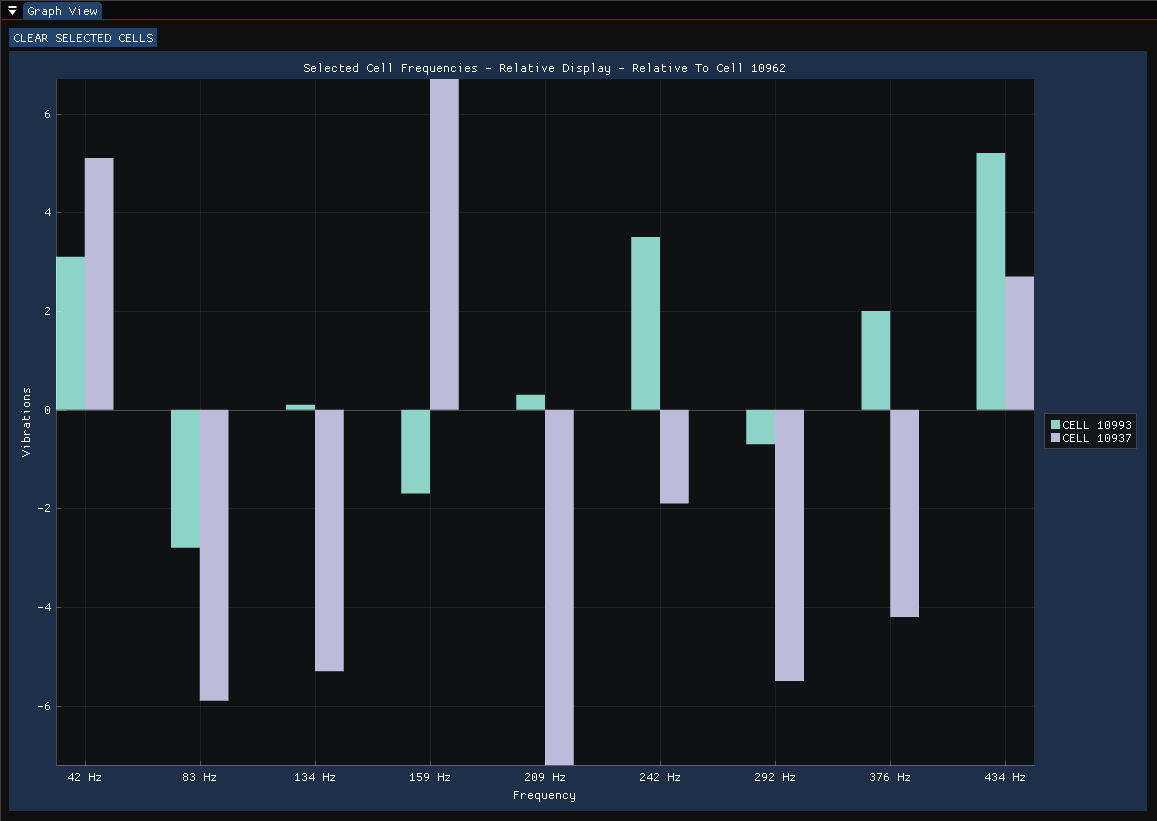 Graph View
CLEAR SELECTED CELLS
Selected Cell Frequencies - Relative Display - Relative To Cell 10962
6
4
2
0
-2
-4
-6
Vibrations
42 Hz 83 Hz 134 Hz 159 Hz 209 Hz 242 Hz 292 Hz 376 Hz 434 Hz
Frequency
CELL 10993
CELL 10937